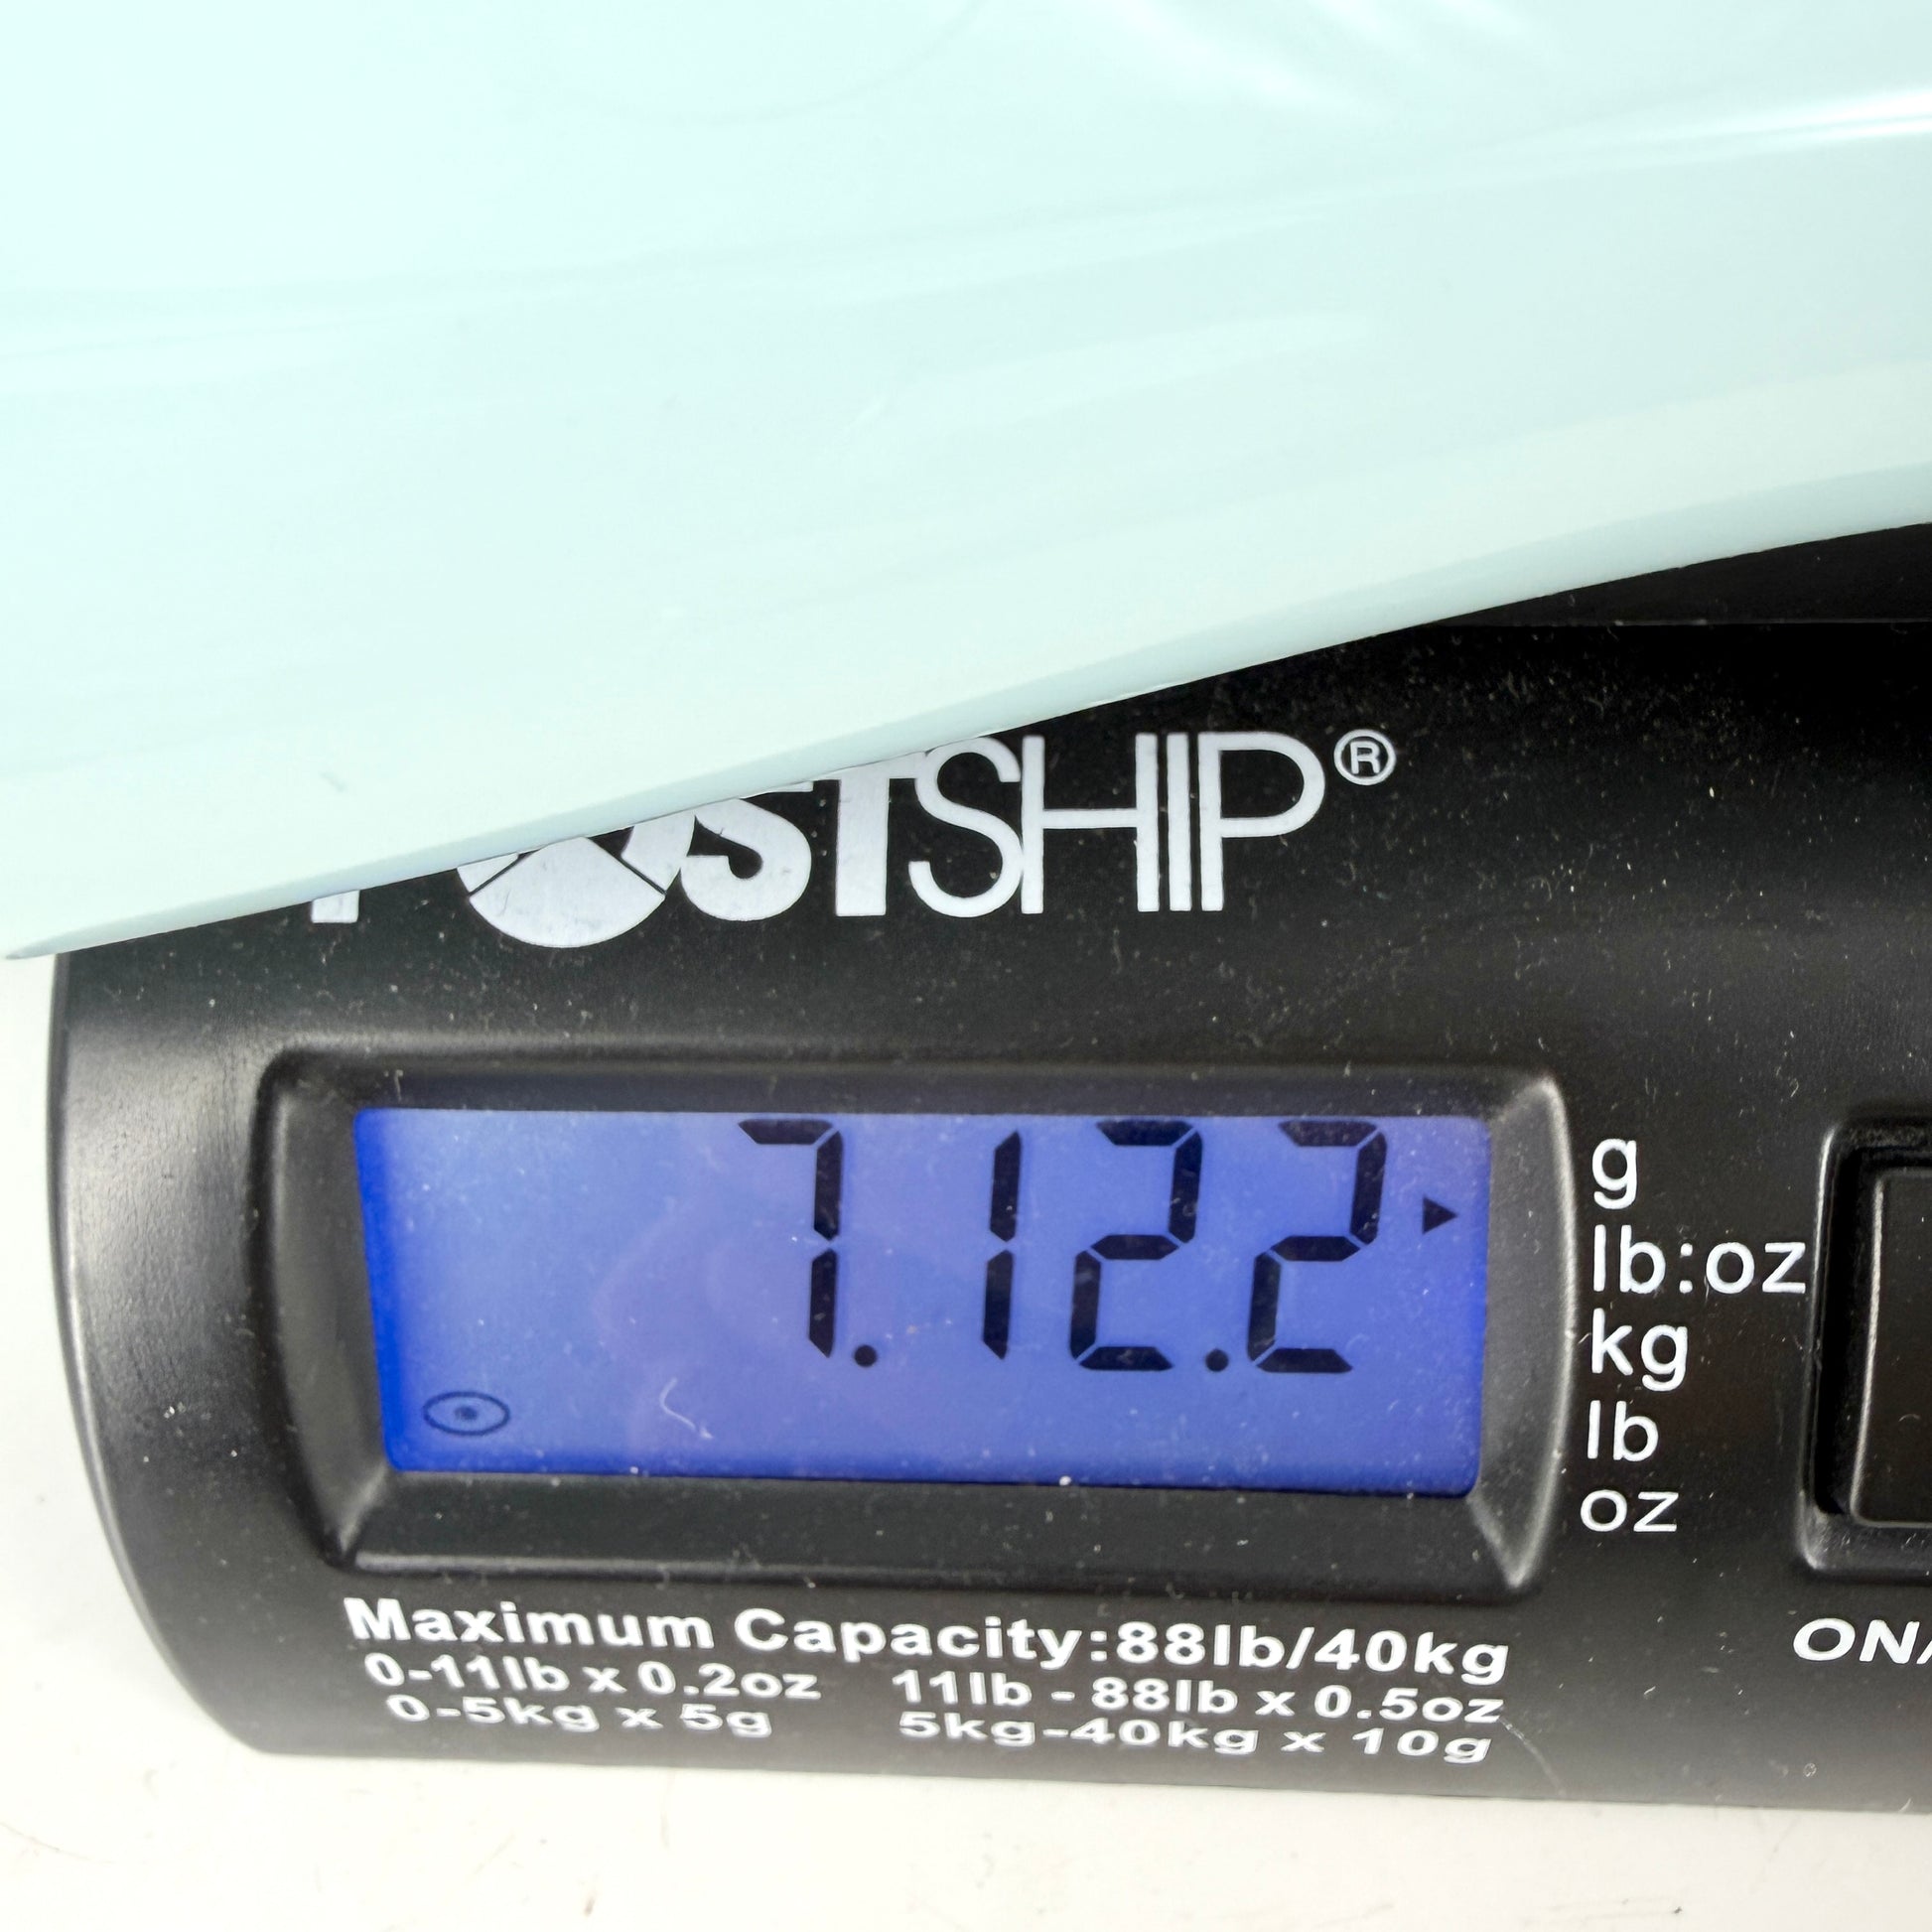 POSTSHIP®
7.12.2
g
lb:oz
kg
lb
oz
ON/
Maximum Capacity:88lb/40kg
0-11lb x 0.2oz 11lb - 88lb x 0.5oz
0-5kg x 5g 5kg-40kg x 10g